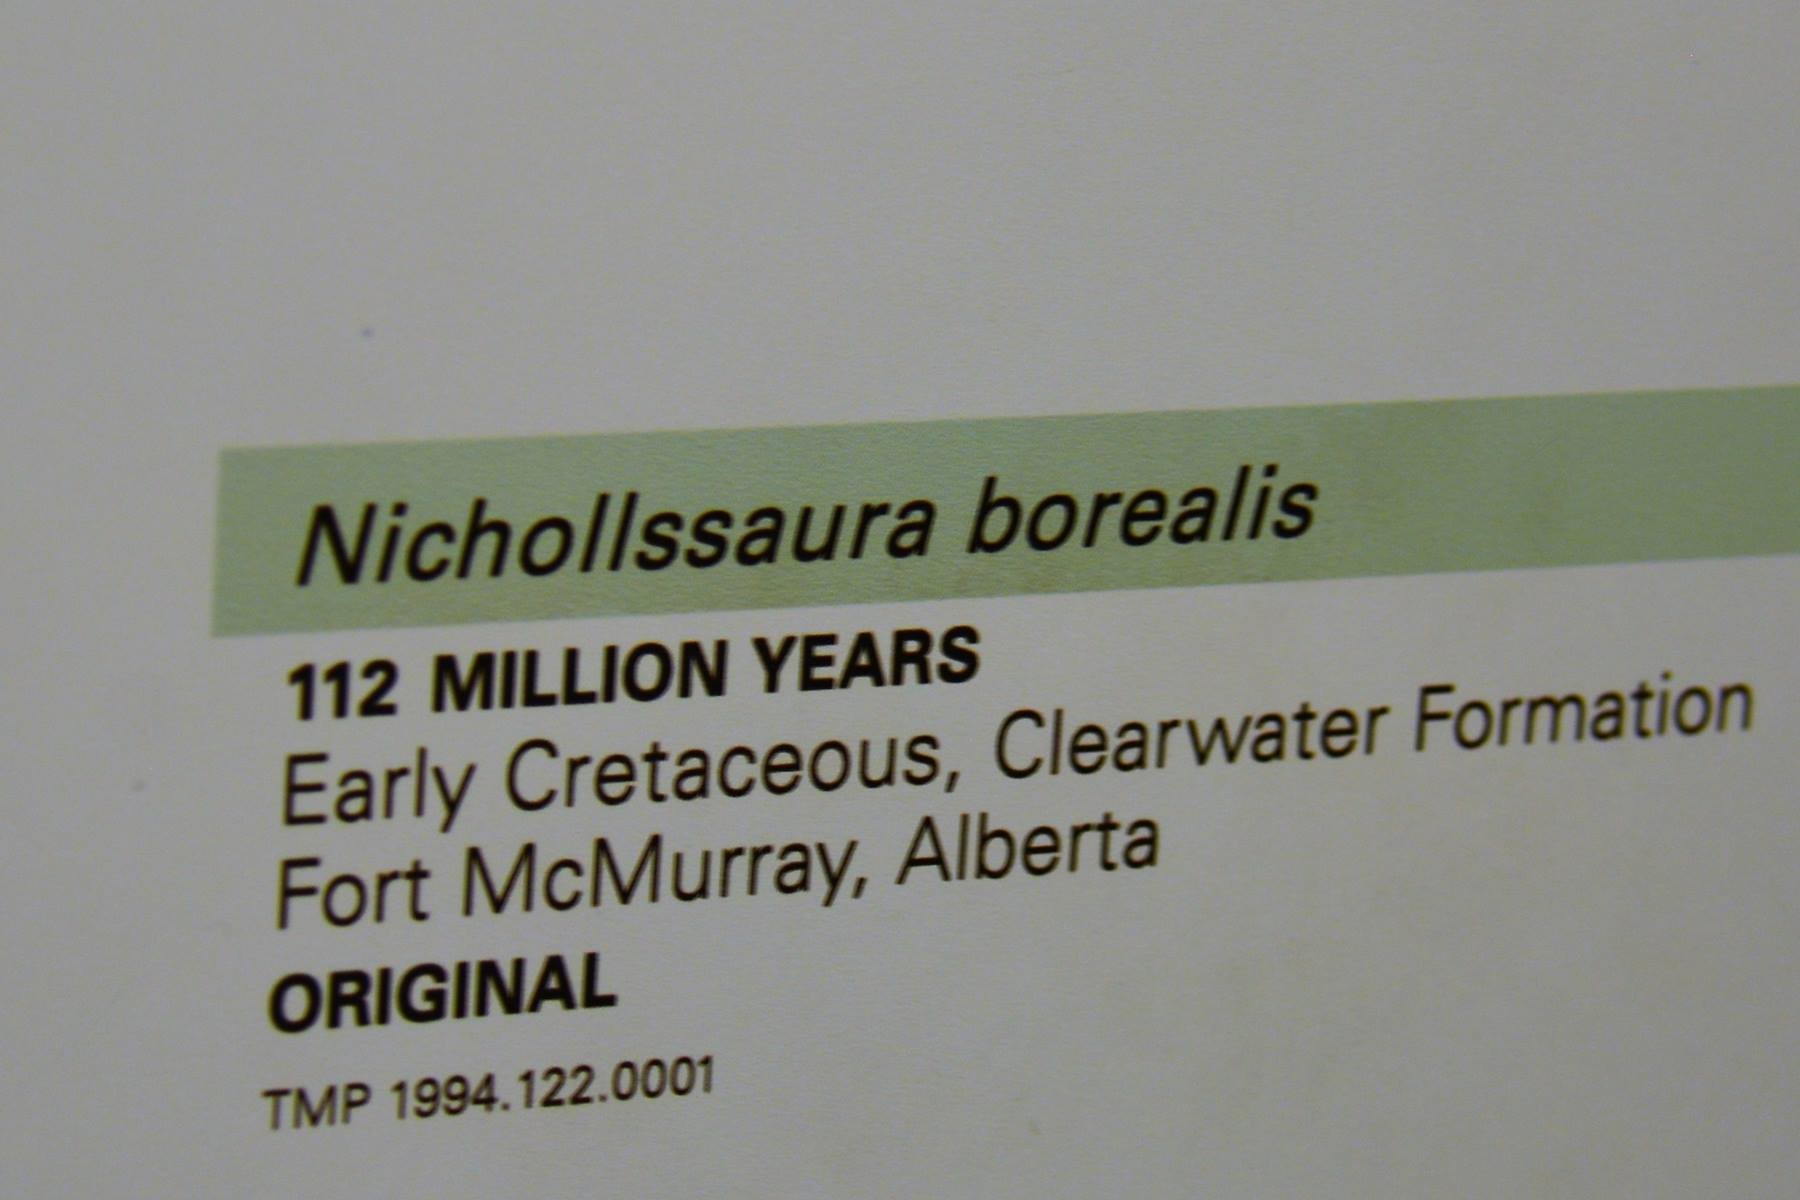 Nichollssaura borealis
112 MILLION YEARS
Early Cretaceous, Clearwater Formation
Fort McMurray, Alberta
ORIGINAL
TMP 1994.122.0001